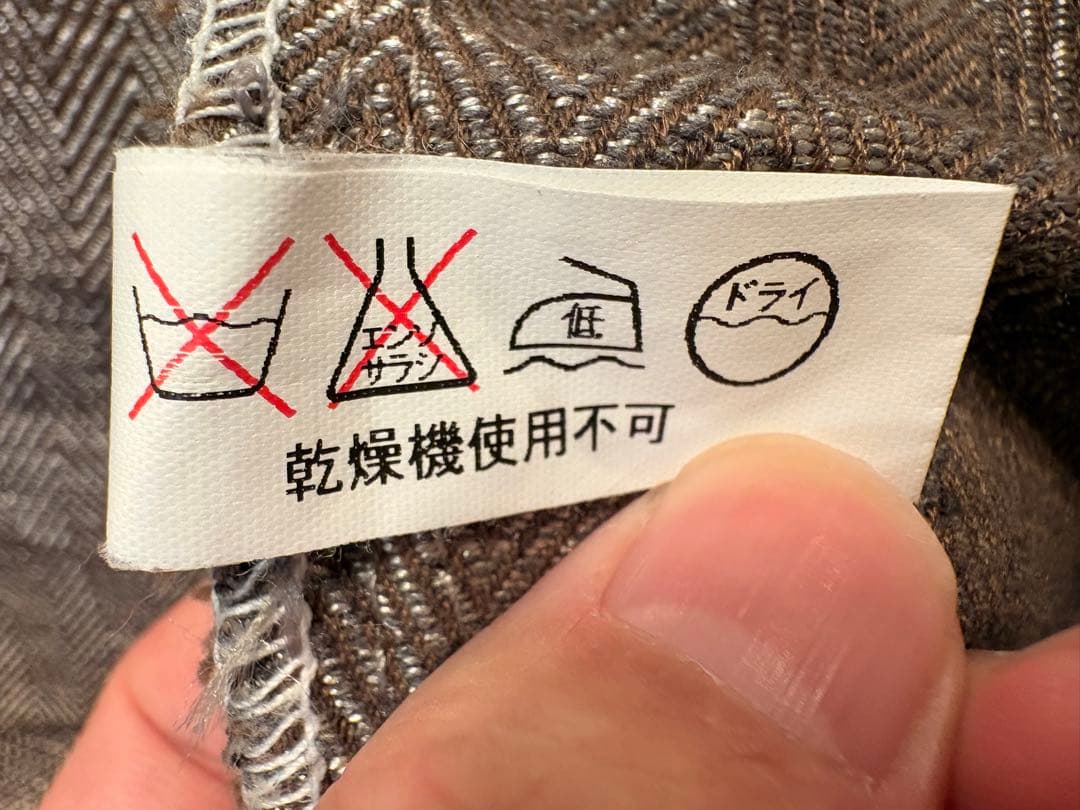 エンソ
サラシ
低
ドライ
乾燥機使用不可